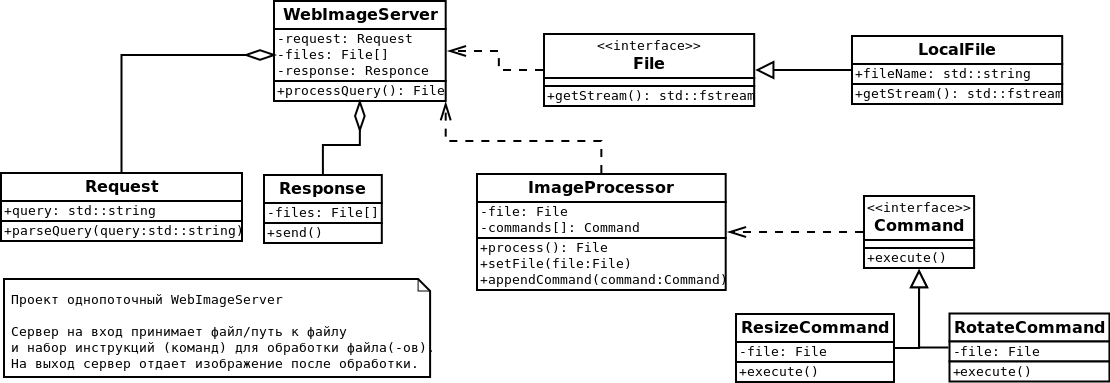 WebImageServer
-request: Request
-files: File[]
-response: Responce
+processQuery(): File
<<interface>>
File
+getStream(): std::fstream
LocalFile
+fileName: std::string
+getStream(): std::fstream
Request
+query: std::string
+parseQuery(query:std::string)
Response
-files: File[]
+send()
ImageProcessor
-file: File
-commands[]: Command
+process(): File
+setFile(file:File)
+appendCommand(command:Command)
<<interface>>
Command
+execute()
Проект однопоточный WebImageServer
Сервер на вход принимает файл/путь к файлу
и набор инструкций (команд) для обработки файла(-ов).
На выход сервер отдает изображение после обработки.
ResizeCommand
-file: File
+execute()
RotateCommand
-file: File
+execute()